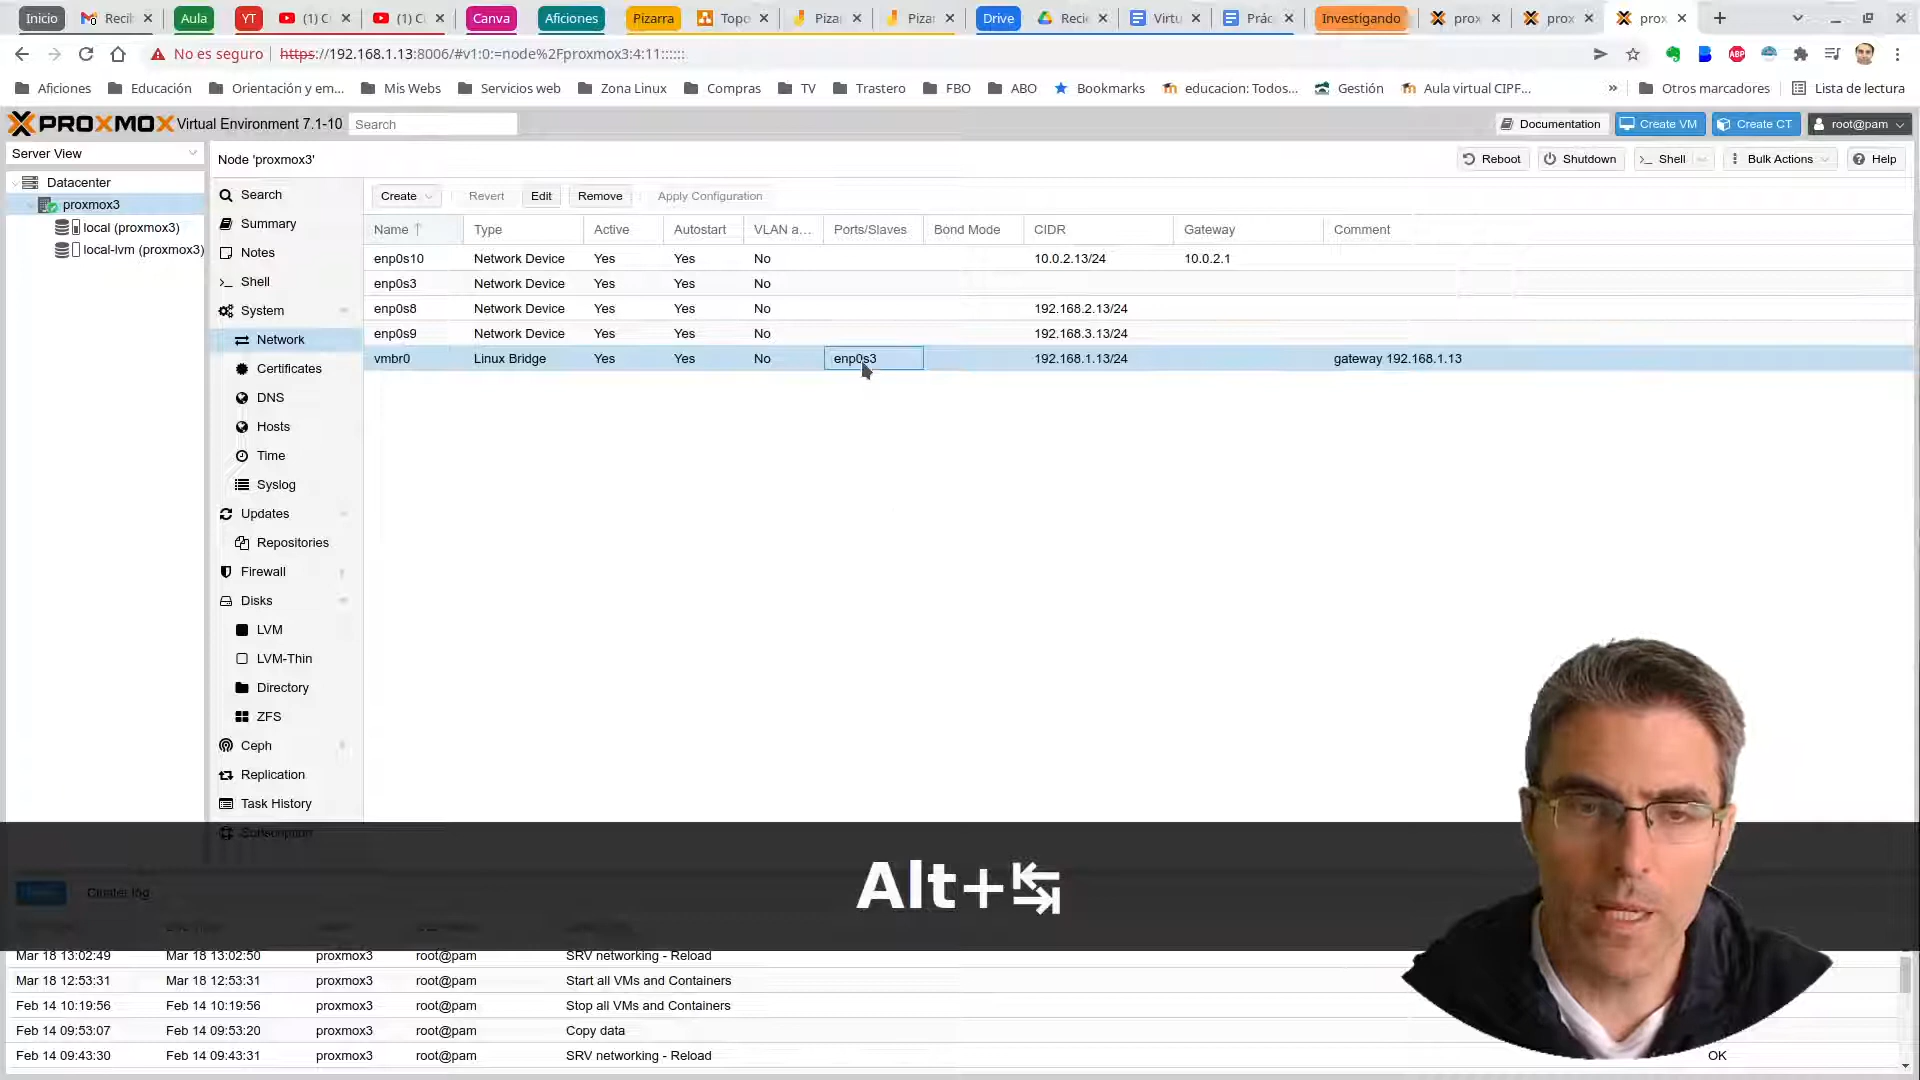 Inicio Recil Aula YT (1) C (1) C Canva Aficiones Pizarra Topo Piza Piza Drive Recie Virtu Prác Investigando prox prox prox
No es seguro https://192.168.1.13:8006/#v1:0:=node%2Fproxmox3:4:11::::::
Aficiones Educación Orientación y em... Mis Webs Servicios web Zona Linux Compras TV Trastero FBO ABO Bookmarks educacion: Todos... Gestión Aula virtual CIPF... » Otros marcadores Lista de lectura
PROXMOX Virtual Environment 7.1-10 Search Documentation Create VM Create CT root@pam
Server View
Node 'proxmox3' Reboot Shutdown Shell Bulk Actions Help
Datacenter
proxmox3
local (proxmox3)
local-lvm (proxmox3)
Search
Summary
Notes
Shell
System
Network
Certificates
DNS
Hosts
Time
Syslog
Updates
Repositories
Firewall
Disks
LVM
LVM-Thin
Directory
ZFS
Ceph
Replication
Task History
Subscription
Create Revert Edit Remove Apply Configuration
Name Type Active Autostart VLAN a... Ports/Slaves Bond Mode CIDR Gateway Comment
enp0s10 Network Device Yes Yes No 10.0.2.13/24 10.0.2.1
enp0s3 Network Device Yes Yes No
enp0s8 Network Device Yes Yes No 192.168.2.13/24
enp0s9 Network Device Yes Yes No 192.168.3.13/24
vmbr0 Linux Bridge Yes Yes No enp0s3 192.168.1.13/24 gateway 192.168.1.13
Alt+↹
Cluster log
Mar 18 13:02:49 Mar 18 13:02:50 proxmox3 root@pam SRV networking - Reload
Mar 18 12:53:31 Mar 18 12:53:31 proxmox3 root@pam Start all VMs and Containers
Feb 14 10:19:56 Feb 14 10:19:56 proxmox3 root@pam Stop all VMs and Containers
Feb 14 09:53:07 Feb 14 09:53:20 proxmox3 root@pam Copy data
Feb 14 09:43:30 Feb 14 09:43:31 proxmox3 root@pam SRV networking - Reload OK